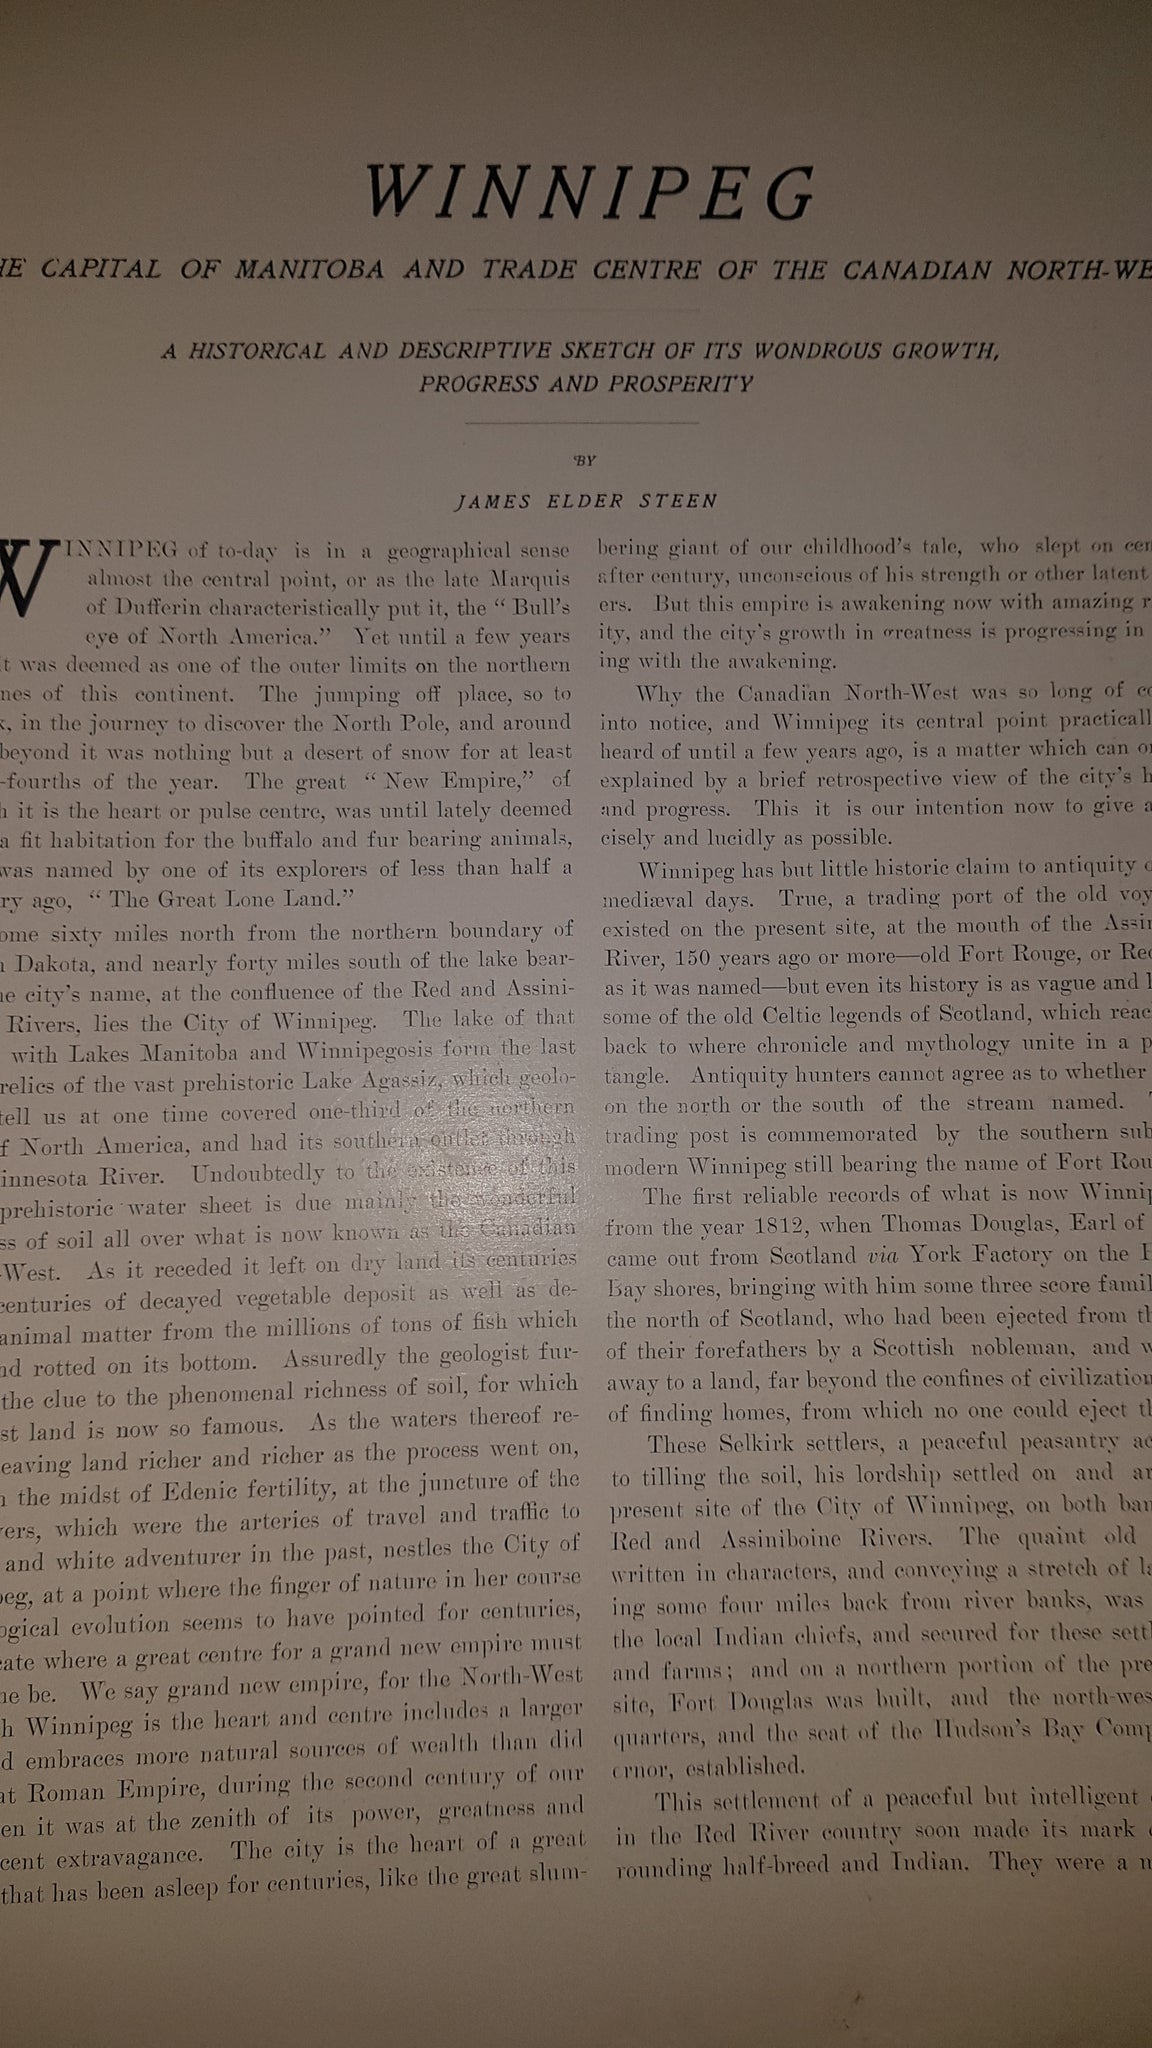 WINNIPEG
HE CAPITAL OF MANITOBA AND TRADE CENTRE OF THE CANADIAN NORTH-WE
A HISTORICAL AND DESCRIPTIVE SKETCH OF ITS WONDROUS GROWTH,
PROGRESS AND PROSPERITY
BY
JAMES ELDER STEEN
WINNIPEG of to-day is in a geographical sense
almost the central point, or as the late Marquis
of Dufferin characteristically put it, the “ Bull's
eye of North America.” Yet until a few years
it was deemed as one of the outer limits on the northern
nes of this continent. The jumping off place, so to
k, in the journey to discover the North Pole, and around
beyond it was nothing but a desert of snow for at least
-fourths of the year. The great “ New Empire,” of
h it is the heart or pulse centre, was until lately deemed
a fit habitation for the buffalo and fur bearing animals,
was named by one of its explorers of less than half a
ry ago, “ The Great Lone Land.”
ome sixty miles north from the northern boundary of
h Dakota, and nearly forty miles south of the lake bear-
he city's name, at the confluence of the Red and Assini-
Rivers, lies the City of Winnipeg. The lake of that
with Lakes Manitoba and Winnipegosis form the last
relics of the vast prehistoric Lake Agassiz, which geolo-
tell us at one time covered one-third of the northern
f North America, and had its southern outlet through
innesota River. Undoubtedly to the existence of this
prehistoric water sheet is due mainly the wonderful
ss of soil all over what is now known as the Canadian
-West. As it receded it left on dry land its centuries
centuries of decayed vegetable deposit as well as de-
animal matter from the millions of tons of fish which
nd rotted on its bottom. Assuredly the geologist fur-
the clue to the phenomenal richness of soil, for which
st land is now so famous. As the waters thereof re-
eaving land richer and richer as the process went on,
n the midst of Edenic fertility, at the juncture of the
vers, which were the arteries of travel and traffic to
and white adventurer in the past, nestles the City of
peg, at a point where the finger of nature in her course
ogical evolution seems to have pointed for centuries,
cate where a great centre for a grand new empire must
me be. We say grand new empire, for the North-West
h Winnipeg is the heart and centre includes a larger
d embraces more natural sources of wealth than did
at Roman Empire, during the second century of our
en it was at the zenith of its power, greatness and
cent extravagance. The city is the heart of a great
that has been asleep for centuries, like the great slum-
bering giant of our childhood's tale, who slept on cen
after century, unconscious of his strength or other latent
ers. But this empire is awakening now with amazing r
ity, and the city's growth in greatness is progressing in
ing with the awakening.
Why the Canadian North-West was so long of co
into notice, and Winnipeg its central point practicall
heard of until a few years ago, is a matter which can o
explained by a brief retrospective view of the city's h
and progress. This it is our intention now to give a
cisely and lucidly as possible.
Winnipeg has but little historic claim to antiquity o
mediæval days. True, a trading port of the old voy
existed on the present site, at the mouth of the Assin
River, 150 years ago or more—old Fort Rouge, or Red
as it was named—but even its history is as vague and h
some of the old Celtic legends of Scotland, which reac
back to where chronicle and mythology unite in a p
tangle. Antiquity hunters cannot agree as to whether
on the north or the south of the stream named. T
trading post is commemorated by the southern sub
modern Winnipeg still bearing the name of Fort Rou
The first reliable records of what is now Winnip
from the year 1812, when Thomas Douglas, Earl of
came out from Scotland via York Factory on the H
Bay shores, bringing with him some three score famil
the north of Scotland, who had been ejected from th
of their forefathers by a Scottish nobleman, and w
away to a land, far beyond the confines of civilization
of finding homes, from which no one could eject th
These Selkirk settlers, a peaceful peasantry ac
to tilling the soil, his lordship settled on and ar
present site of the City of Winnipeg, on both ban
Red and Assiniboine Rivers. The quaint old
written in characters, and conveying a stretch of la
ing some four miles back from river banks, was
the local Indian chiefs, and secured for these settl
and farms; and on a northern portion of the pre
site, Fort Douglas was built, and the north-wes
quarters, and the seat of the Hudson's Bay Comp
ernor, established.
This settlement of a peaceful but intelligent
in the Red River country soon made its mark
rounding half-breed and Indian. They were a m